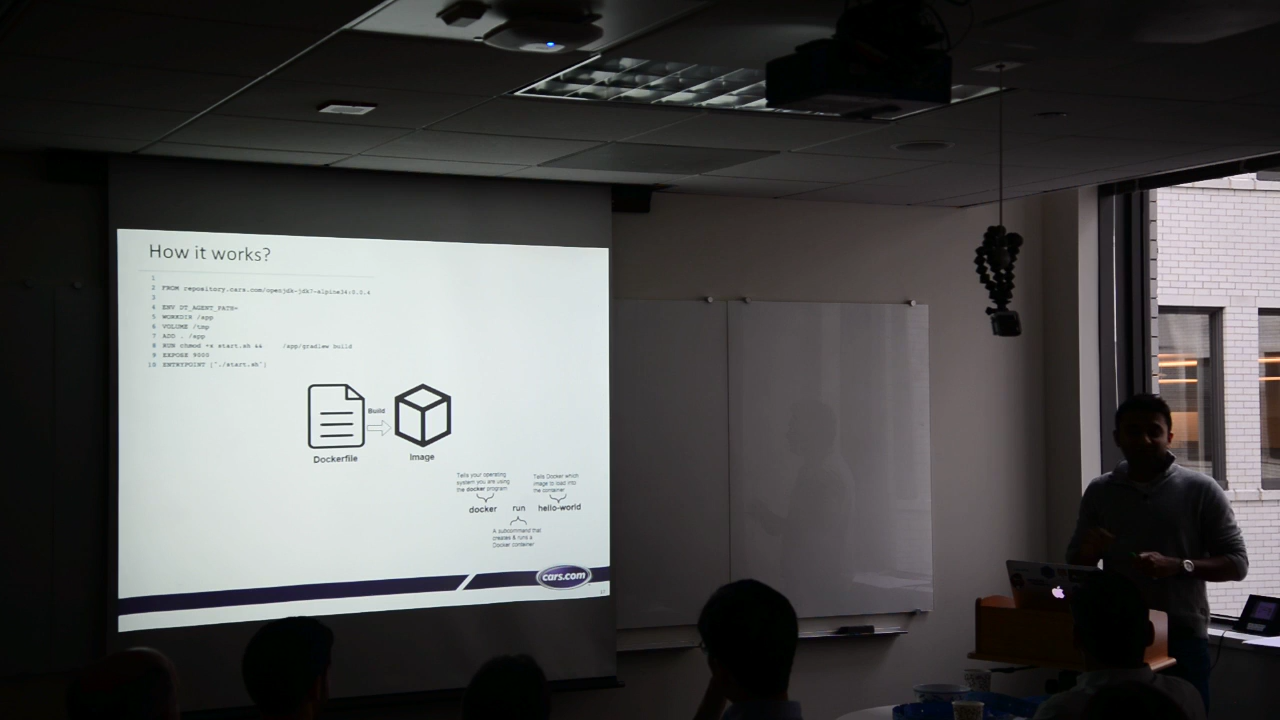 How it works?
1
2 FROM repository.cars.com/openjdk-jdk7-alpine34:0.0.4
3
4 ENV DT_AGENT_PATH=
5 WORKDIR /app
6 VOLUME /tmp
7 ADD . /app
8 RUN chmod +x start.sh && /app/gradlew build
9 EXPOSE 9000
10 ENTRYPOINT ["./start.sh"]
Build
Dockerfile
Image
Tells your operating
system you are using
the docker program
Tells Docker which
image to load into
the container
docker run hello-world
A subcommand that
creates & runs a
Docker container
cars.com